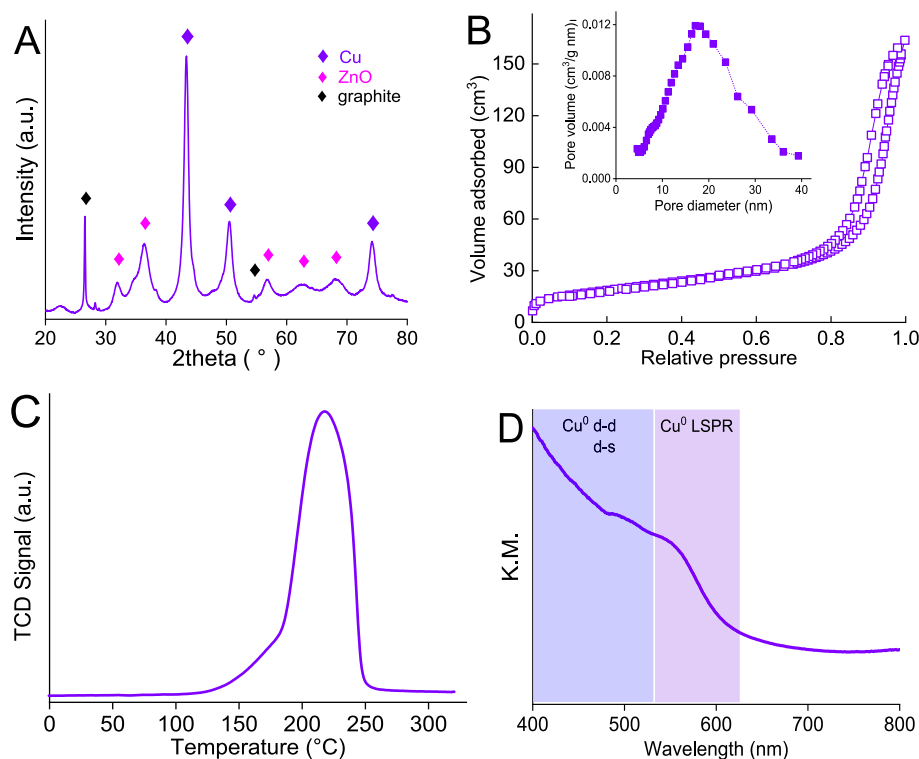 A
Cu
ZnO
graphite
Intensity (a.u.)
20 30 40 50 60 70 80
2theta ( ° )
B
Volume adsorbed (cm³)
150
120
90
60
30
0
0.0 0.2 0.4 0.6 0.8 1.0
Relative pressure
Pore volume (cm³/g nm))
0.012
0.008
0.004
0.000
0 10 20 30 40
Pore diameter (nm)
C
TCD Signal (a.u.)
0 50 100 150 200 250 300
Temperature (°C)
D
Cu⁰ d-d
d-s
Cu⁰ LSPR
K.M.
400 500 600 700 800
Wavelength (nm)